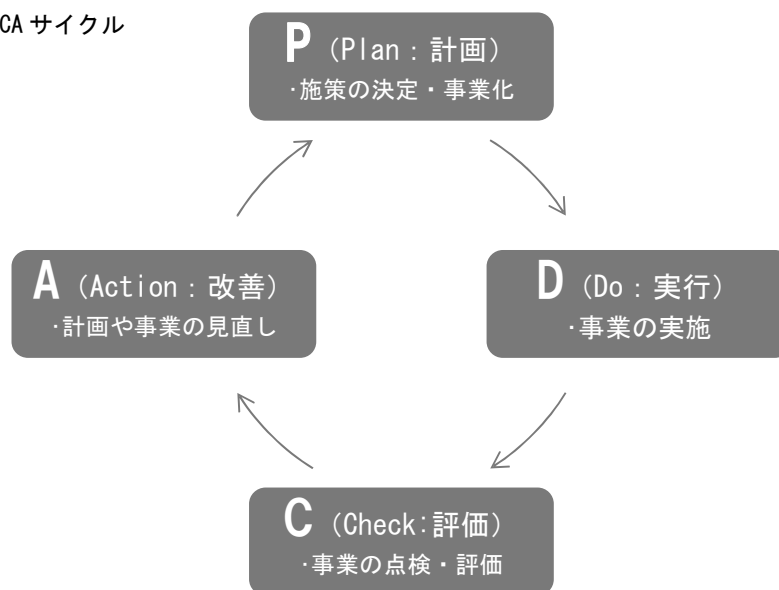 CA サイクル
P (Plan：計画)
·施策の決定・事業化
A (Action：改善)
·計画や事業の見直し
D (Do：実行)
·事業の実施
C (Check:評価)
·事業の点検・評価